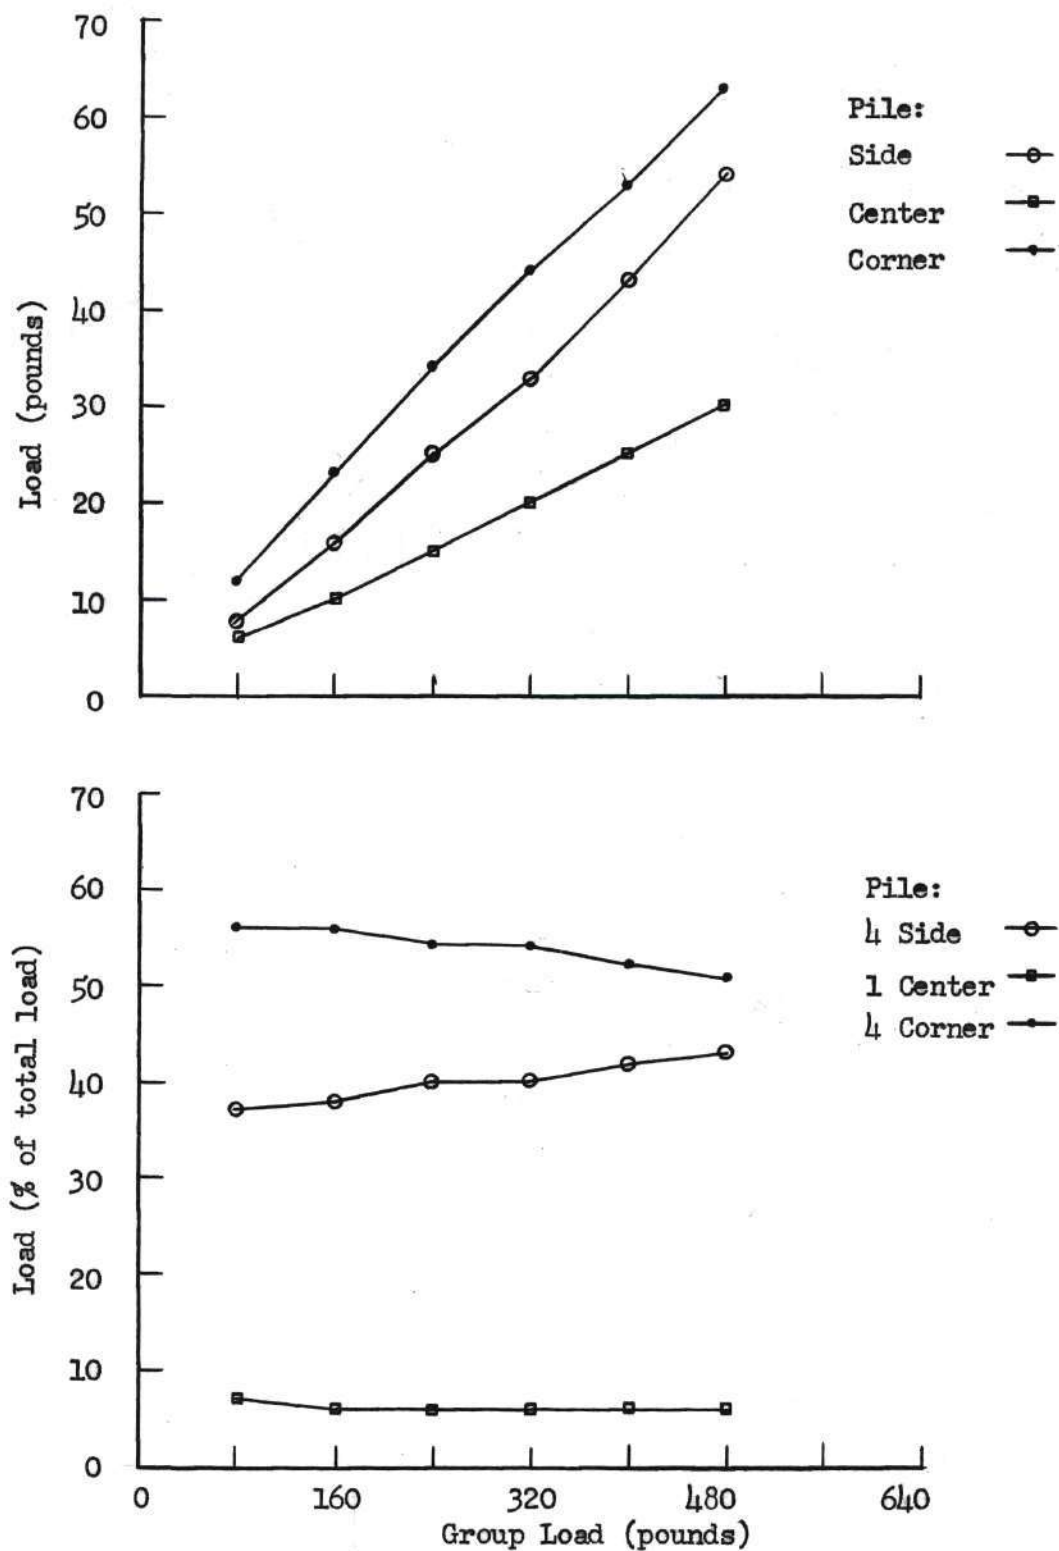 70
60
50
40
30
20
10
0
Load (pounds)
Pile:
Side
Center
Corner
70
60
50
40
30
20
10
0
Load (% of total load)
Pile:
4 Side
1 Center
4 Corner
0 160 320 480 640
Group Load (pounds)